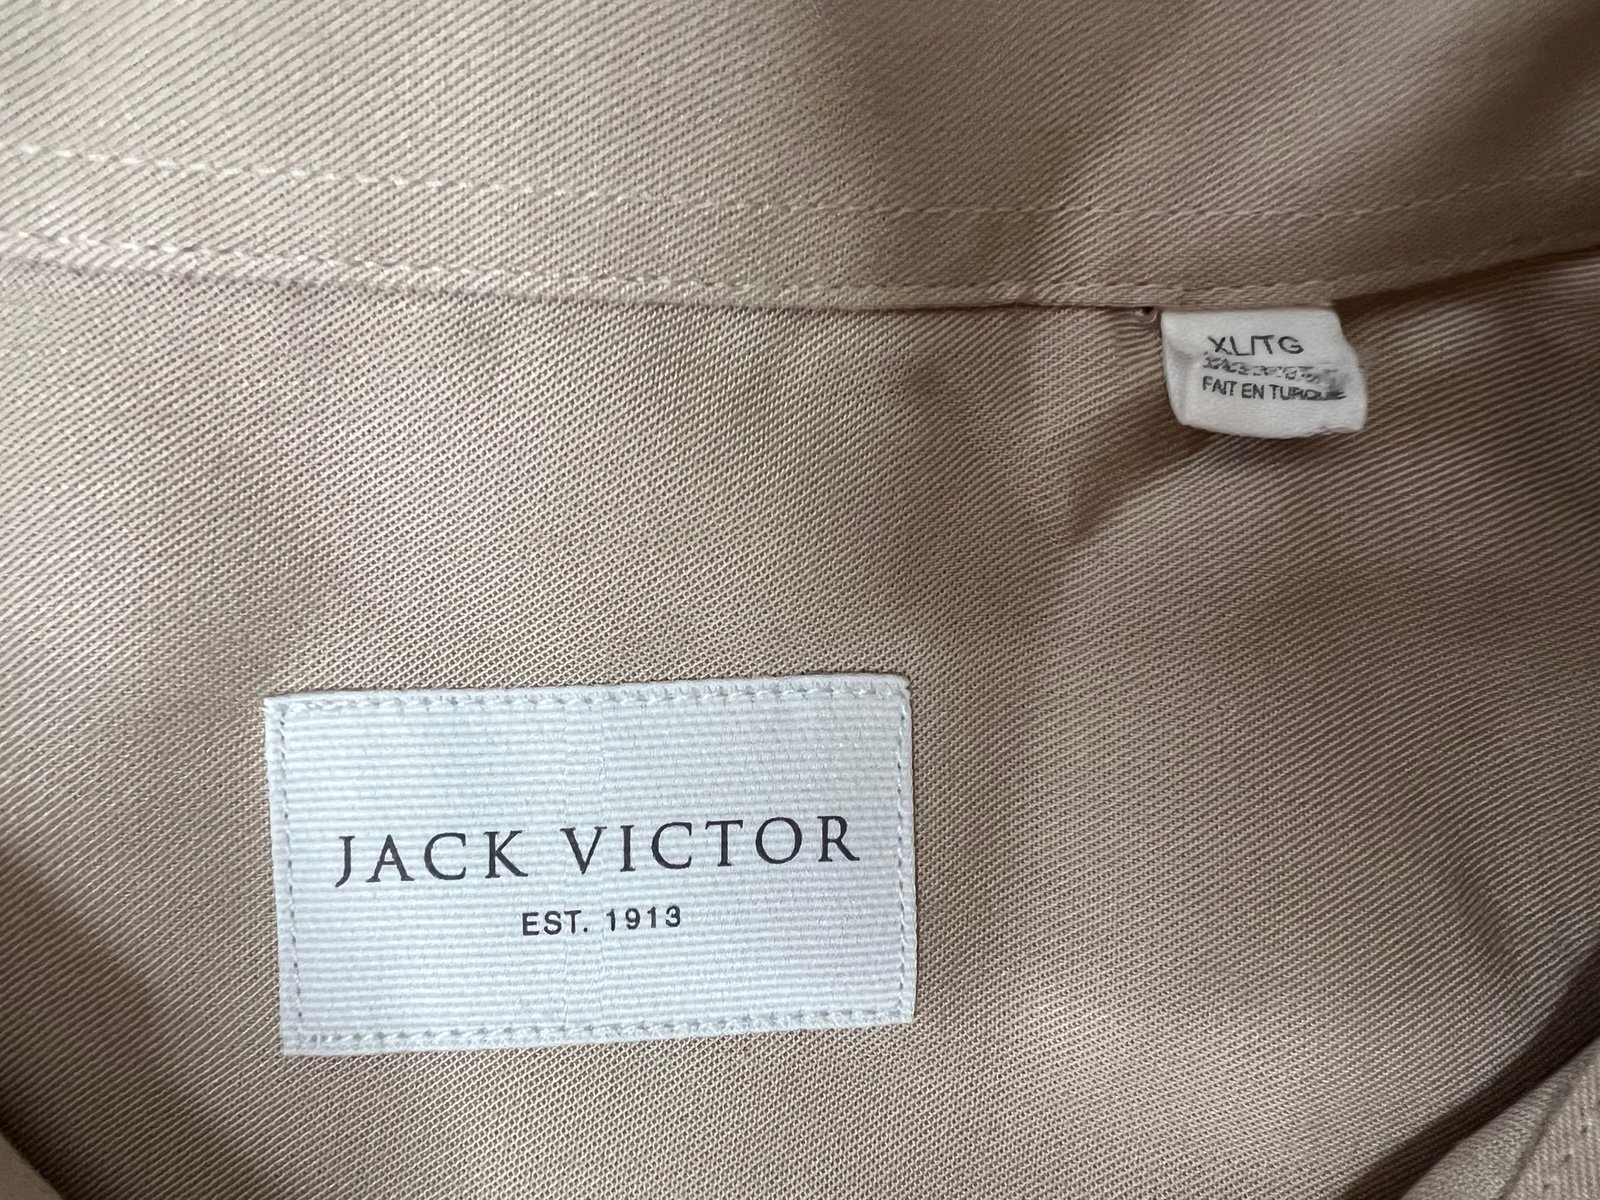 XL/TG
FAIT EN TURQUIE
JACK VICTOR
EST. 1913